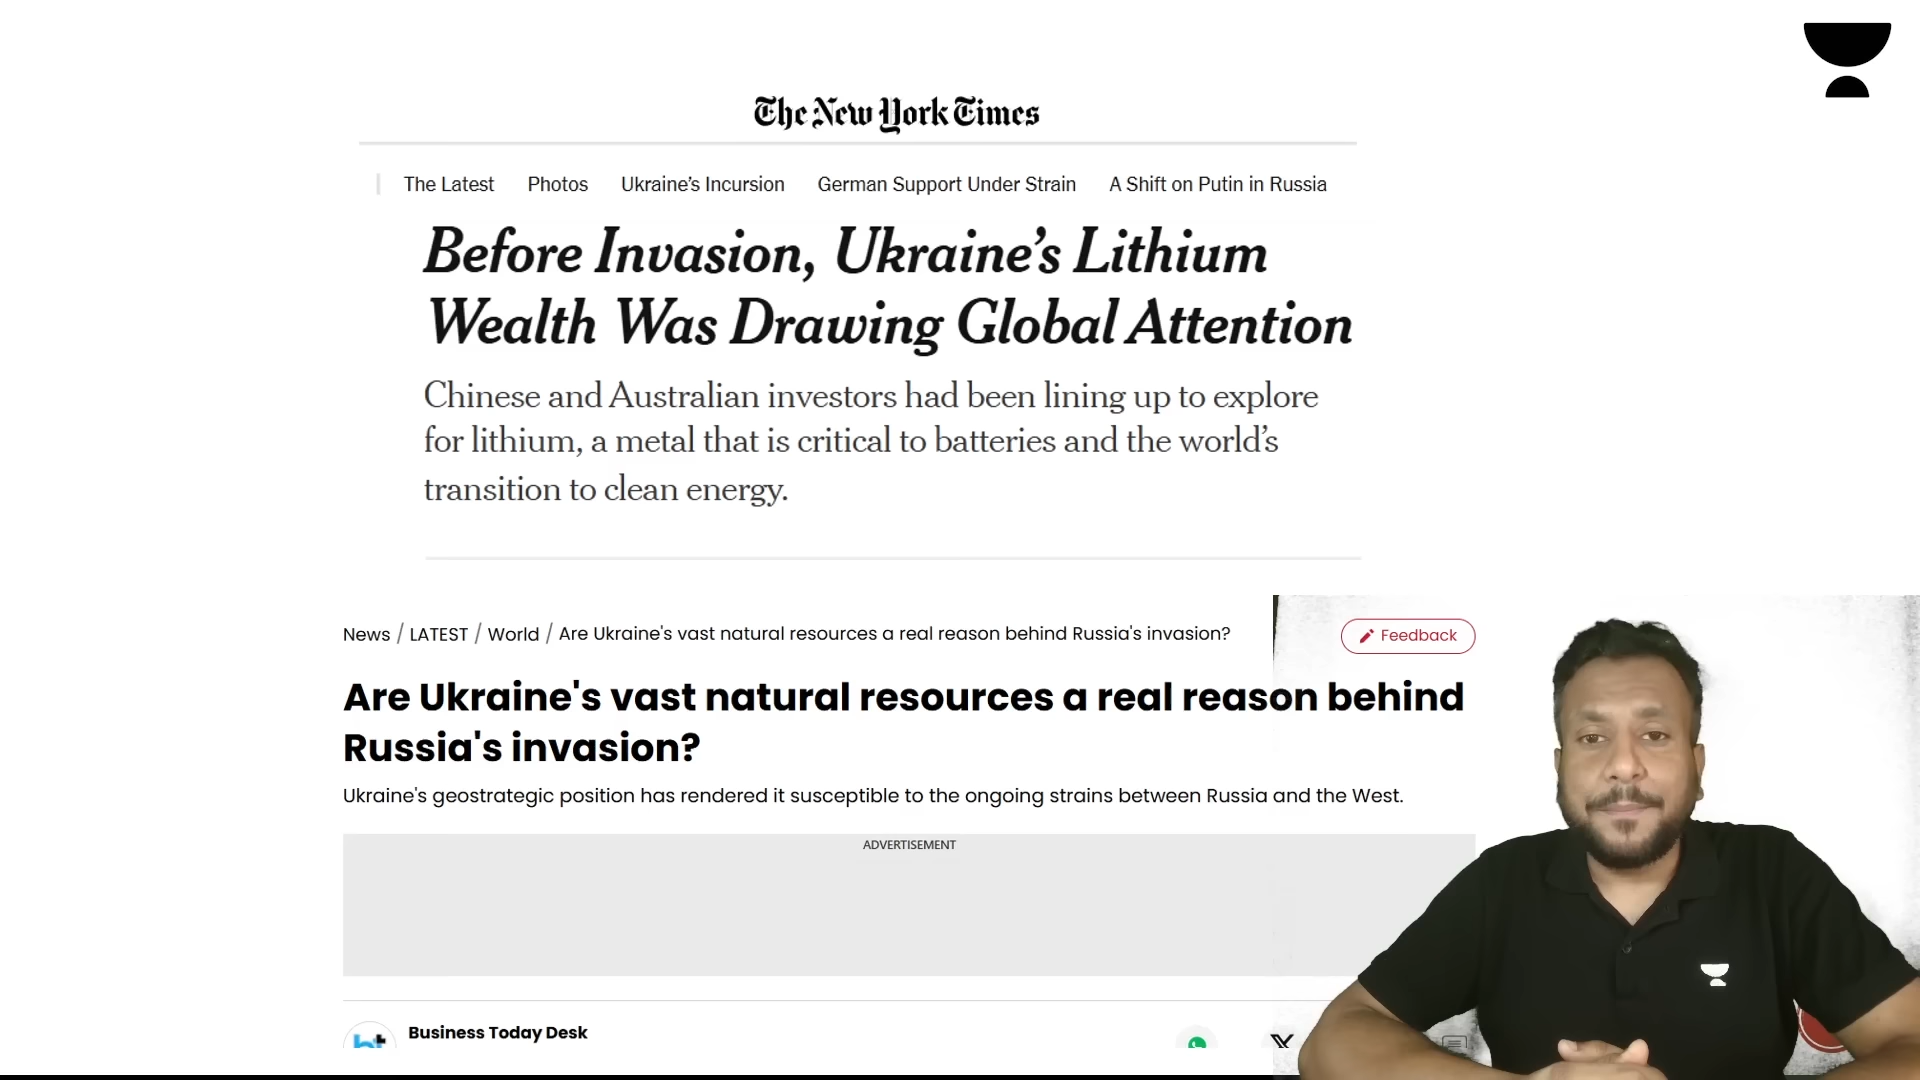 The New York Times
The Latest Photos Ukraine’s Incursion German Support Under Strain A Shift on Putin in Russia
Before Invasion, Ukraine’s Lithium
Wealth Was Drawing Global Attention
Chinese and Australian investors had been lining up to explore
for lithium, a metal that is critical to batteries and the world’s
transition to clean energy.
News / LATEST / World / Are Ukraine's vast natural resources a real reason behind Russia's invasion?
Feedback
Are Ukraine's vast natural resources a real reason behind
Russia's invasion?
Ukraine's geostrategic position has rendered it susceptible to the ongoing strains between Russia and the West.
ADVERTISEMENT
Business Today Desk